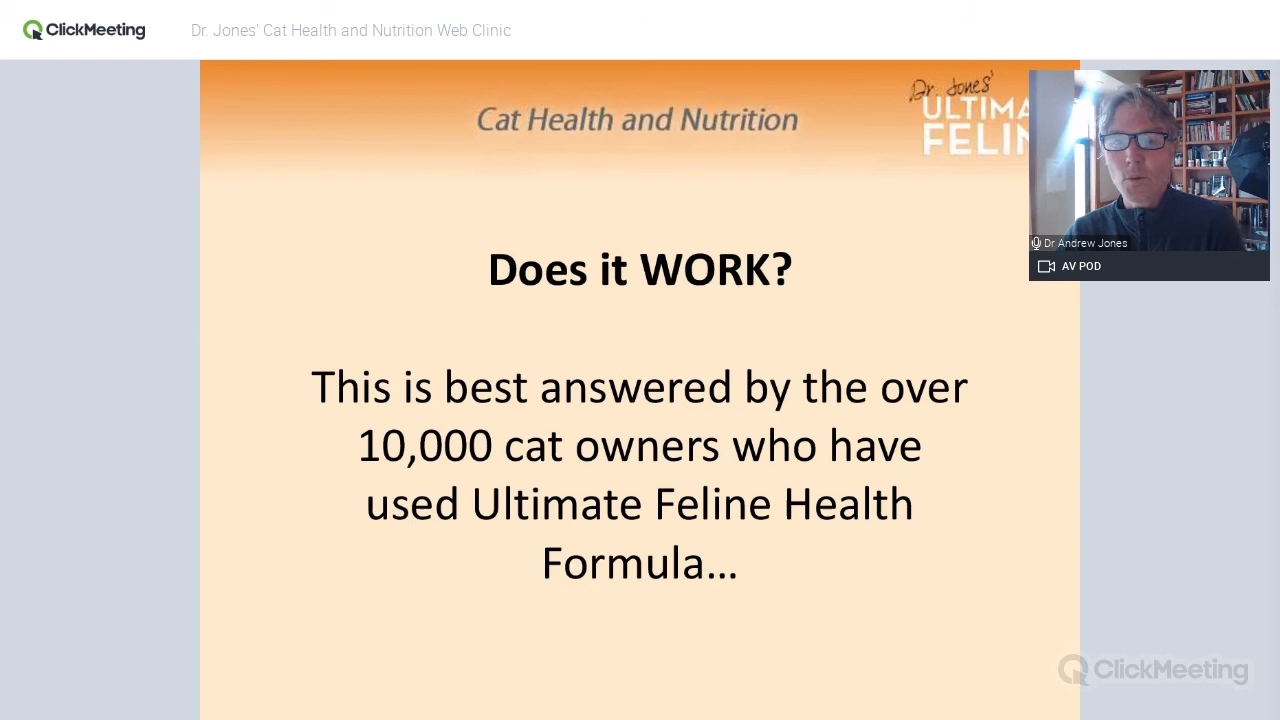 ClickMeeting
Dr. Jones' Cat Health and Nutrition Web Clinic
Cat Health and Nutrition
Dr. Jones'
ULTIMA
FELIN
Dr Andrew Jones
AV POD
Does it WORK?
This is best answered by the over
10,000 cat owners who have
used Ultimate Feline Health
Formula...
ClickMeeting